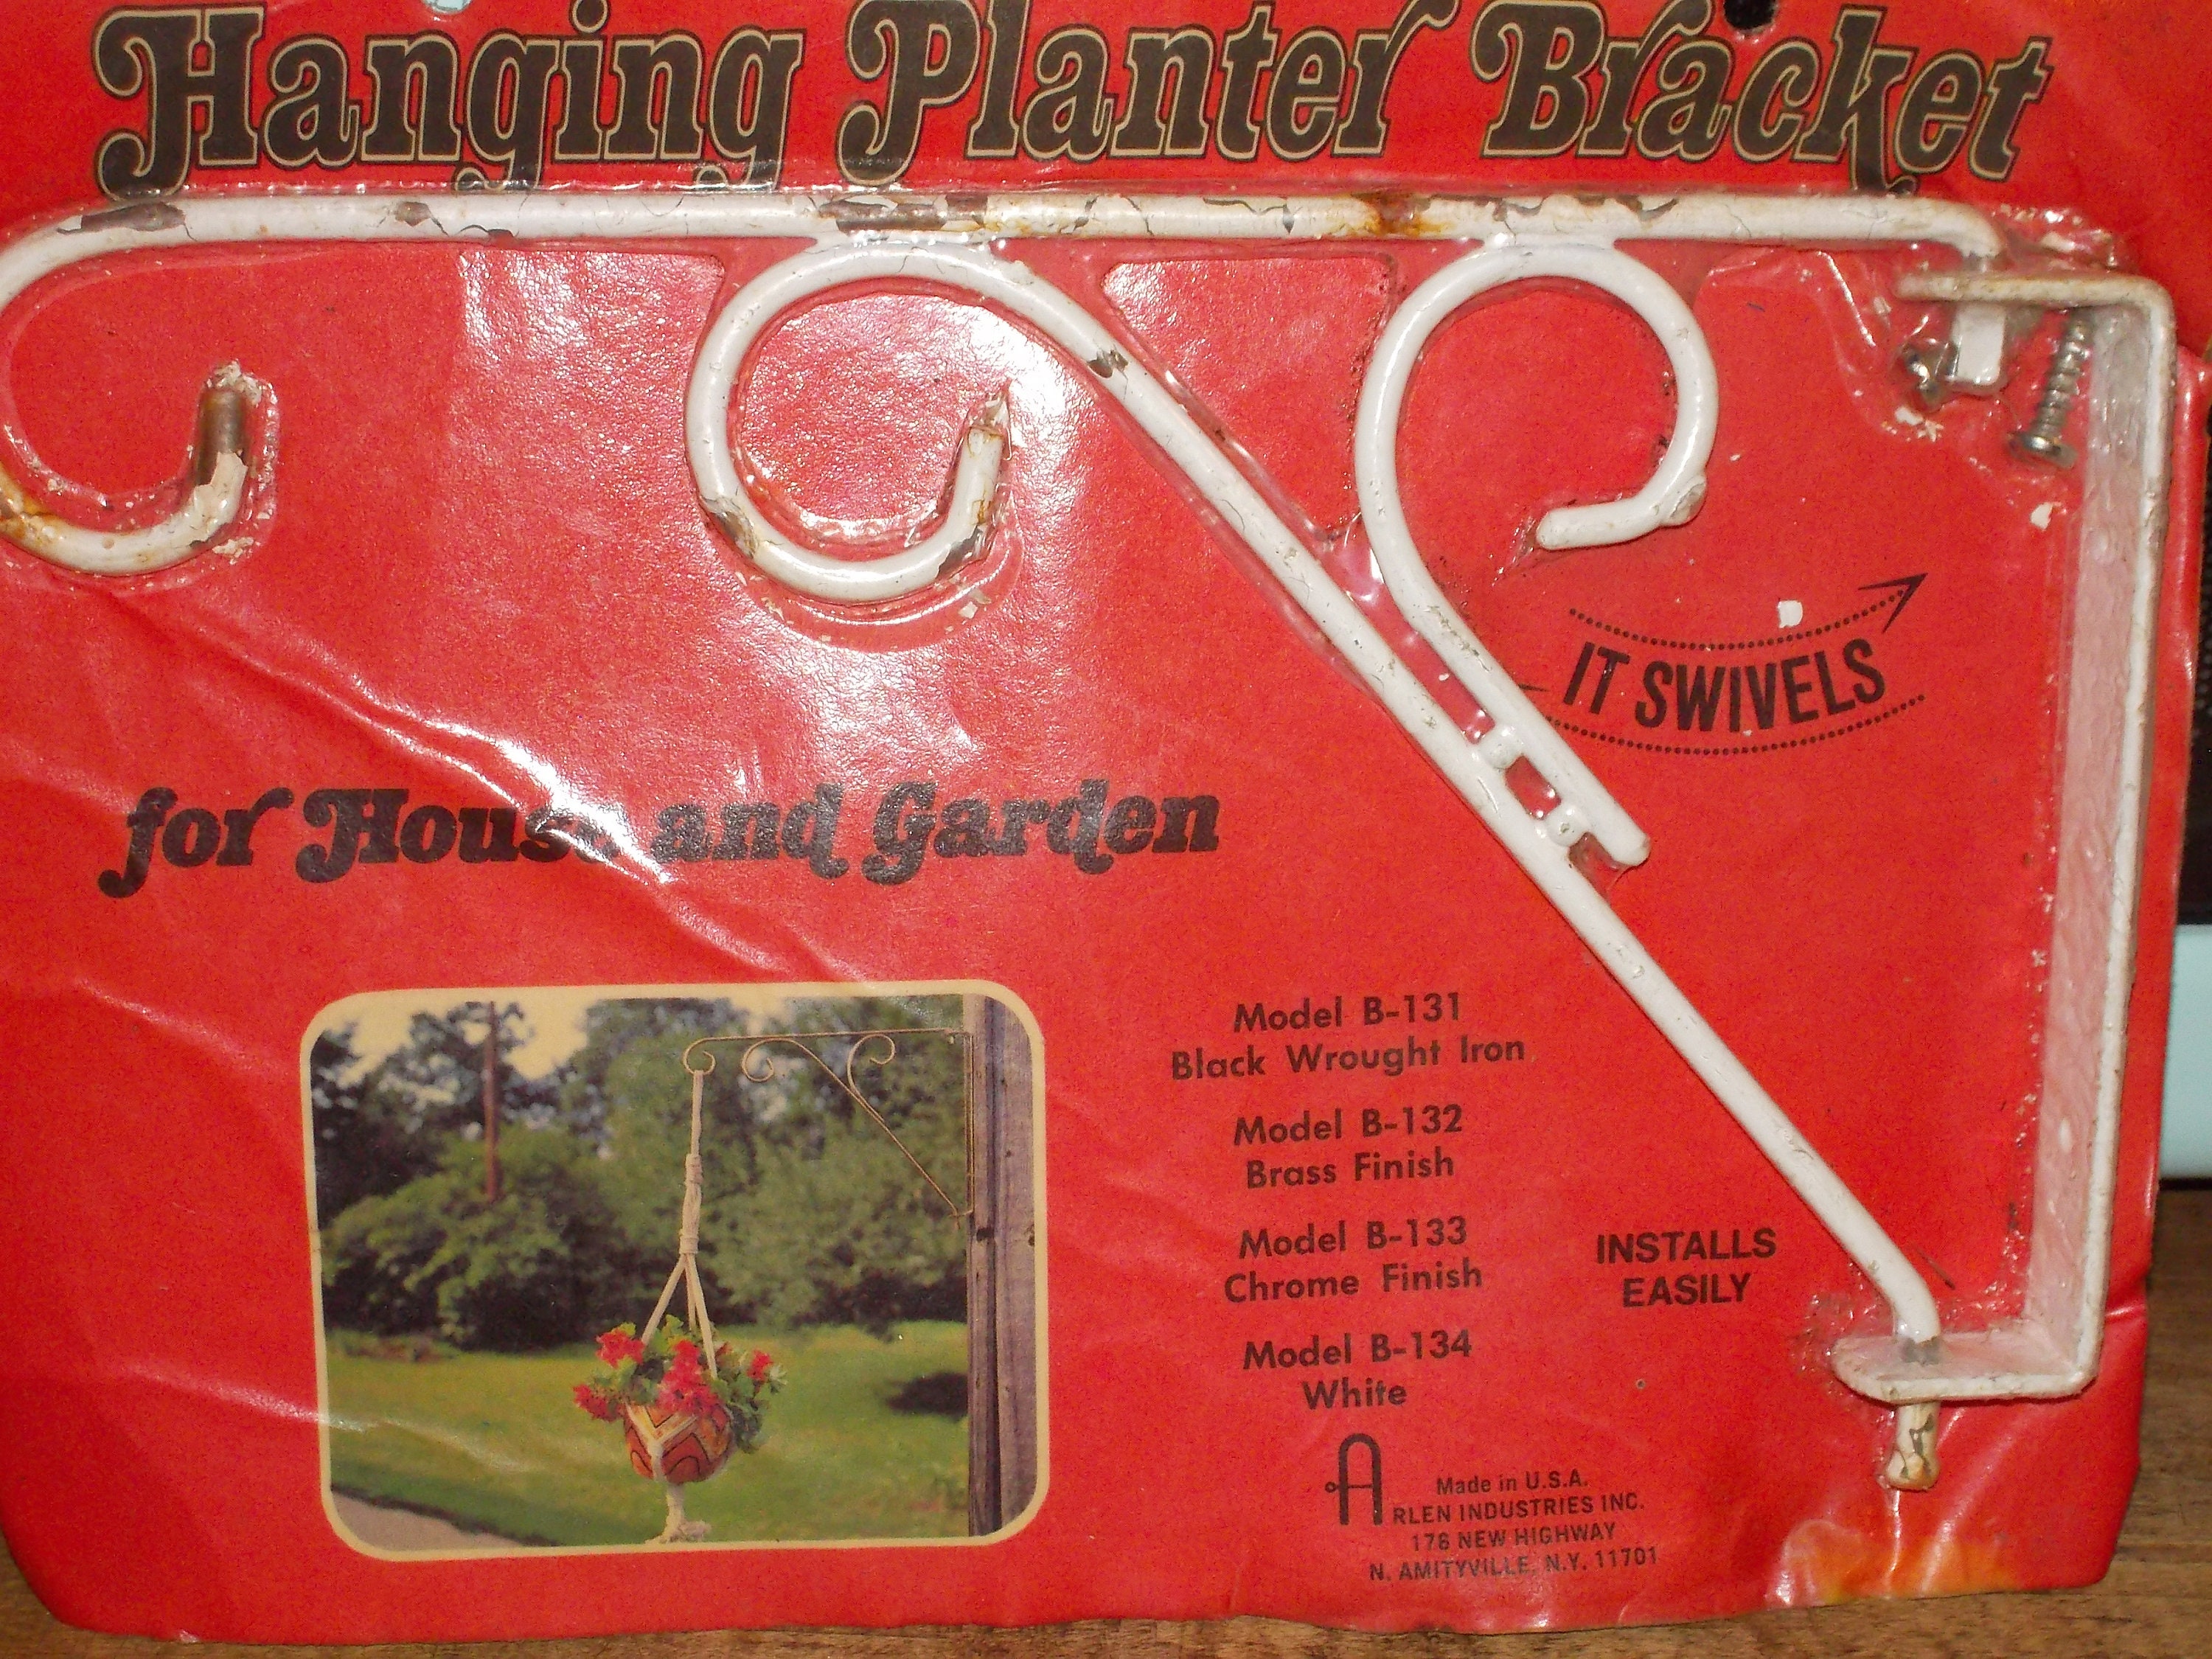 Hanging Planter Bracket
IT SWIVELS
for House and Garden
Model B-131
Black Wrought Iron
Model B-132
Brass Finish
Model B-133
Chrome Finish
Model B-134
White
INSTALLS
EASILY
Made in U.S.A.
ARLEN INDUSTRIES INC.
176 NEW HIGHWAY
N. AMITYVILLE, N.Y. 11701